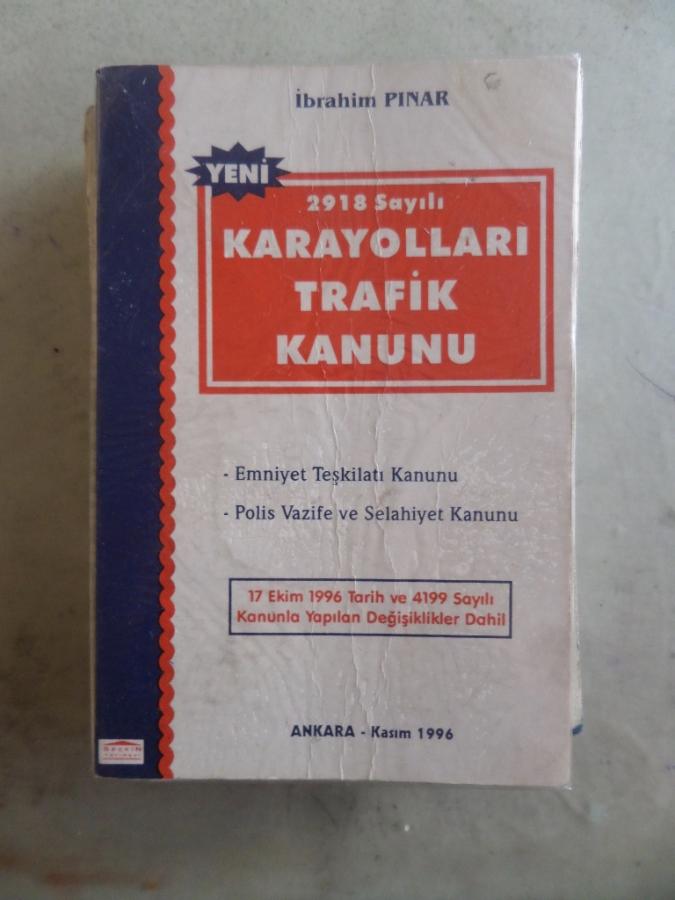 İbrahim PINAR
YENİ
2918 Sayılı
KARAYOLLARI
TRAFİK
KANUNU
- Emniyet Teşkilatı Kanunu
- Polis Vazife ve Selahiyet Kanunu
17 Ekim 1996 Tarih ve 4199 Sayılı
Kanunla Yapılan Değişiklikler Dahil
ANKARA - Kasım 1996
SEÇKİN